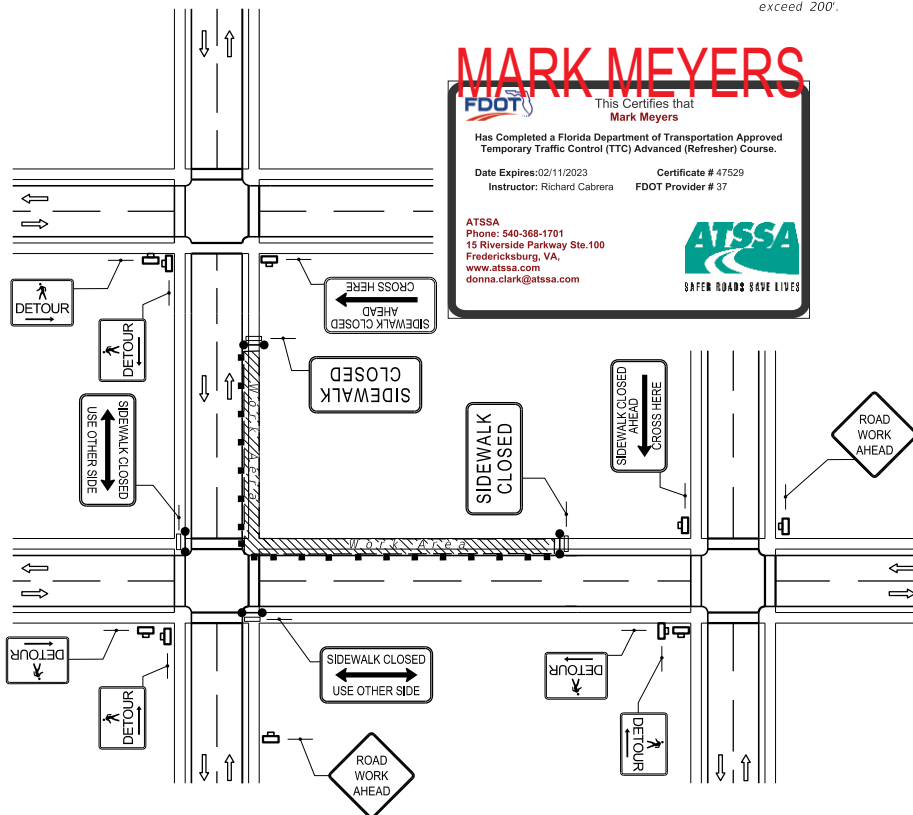 exceed 200'.
MARK MEYERS
FDOT
This Certifies that
Mark Meyers
Has Completed a Florida Department of Transportation Approved
Temporary Traffic Control (TTC) Advanced (Refresher) Course.
Date Expires:02/11/2023 Certificate # 47529
Instructor: Richard Cabrera FDOT Provider # 37
ATSSA
Phone: 540-368-1701
15 Riverside Parkway Ste.100
Fredericksburg, VA,
www.atssa.com
donna.clark@atssa.com
ATSSA
SAFER ROADS SAVE LIVES
DETOUR
DETOUR
SIDEWALK CLOSED
AHEAD
CROSS HERE
SIDEWALK
CLOSED
SIDEWALK CLOSED
USE OTHER SIDE
Work Aerra
SIDEWALK
CLOSED
SIDEWALK CLOSED
AHEAD
CROSS HERE
ROAD
WORK
AHEAD
Work Area
DETOUR
DETOUR
SIDEWALK CLOSED
USE OTHER SIDE
DETOUR
DETOUR
ROAD
WORK
AHEAD